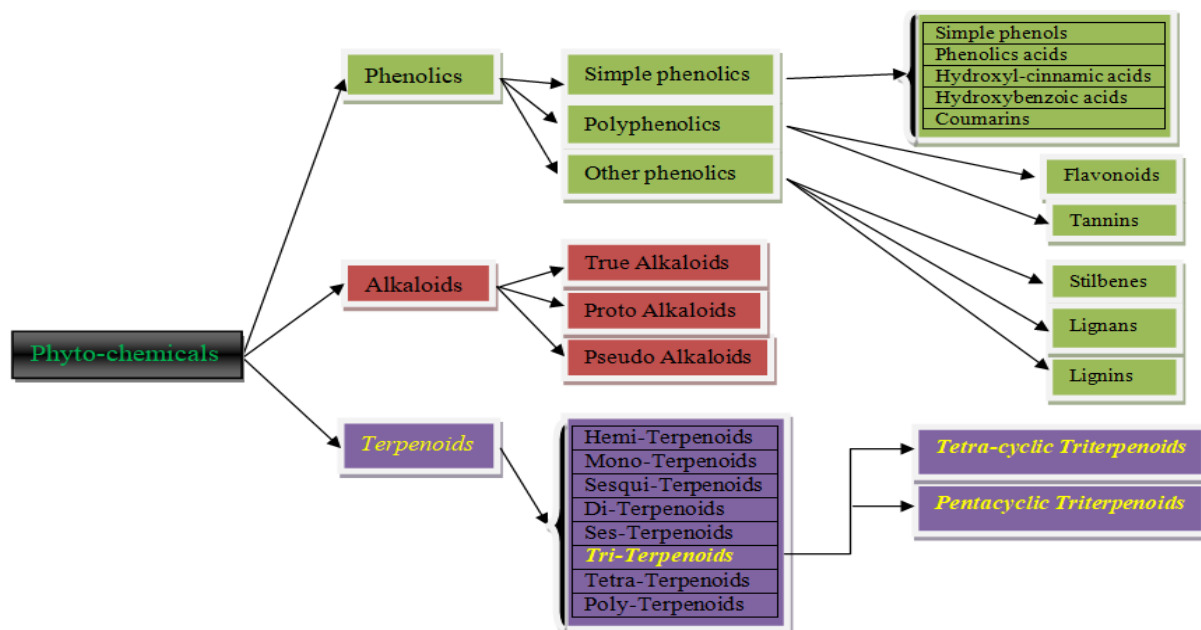 Phyto-chemicals
Phenolics
Simple phenolics
Polyphenolics
Other phenolics
Simple phenols
Phenolics acids
Hydroxyl-cinnamic acids
Hydroxybenzoic acids
Coumarins
Flavonoids
Tannins
Stilbenes
Lignans
Lignins
Alkaloids
True Alkaloids
Proto Alkaloids
Pseudo Alkaloids
Terpenoids
Hemi-Terpenoids
Mono-Terpenoids
Sesqui-Terpenoids
Di-Terpenoids
Ses-Terpenoids
Tri-Terpenoids
Tetra-Terpenoids
Poly-Terpenoids
Tetra-cyclic Triterpenoids
Pentacyclic Triterpenoids